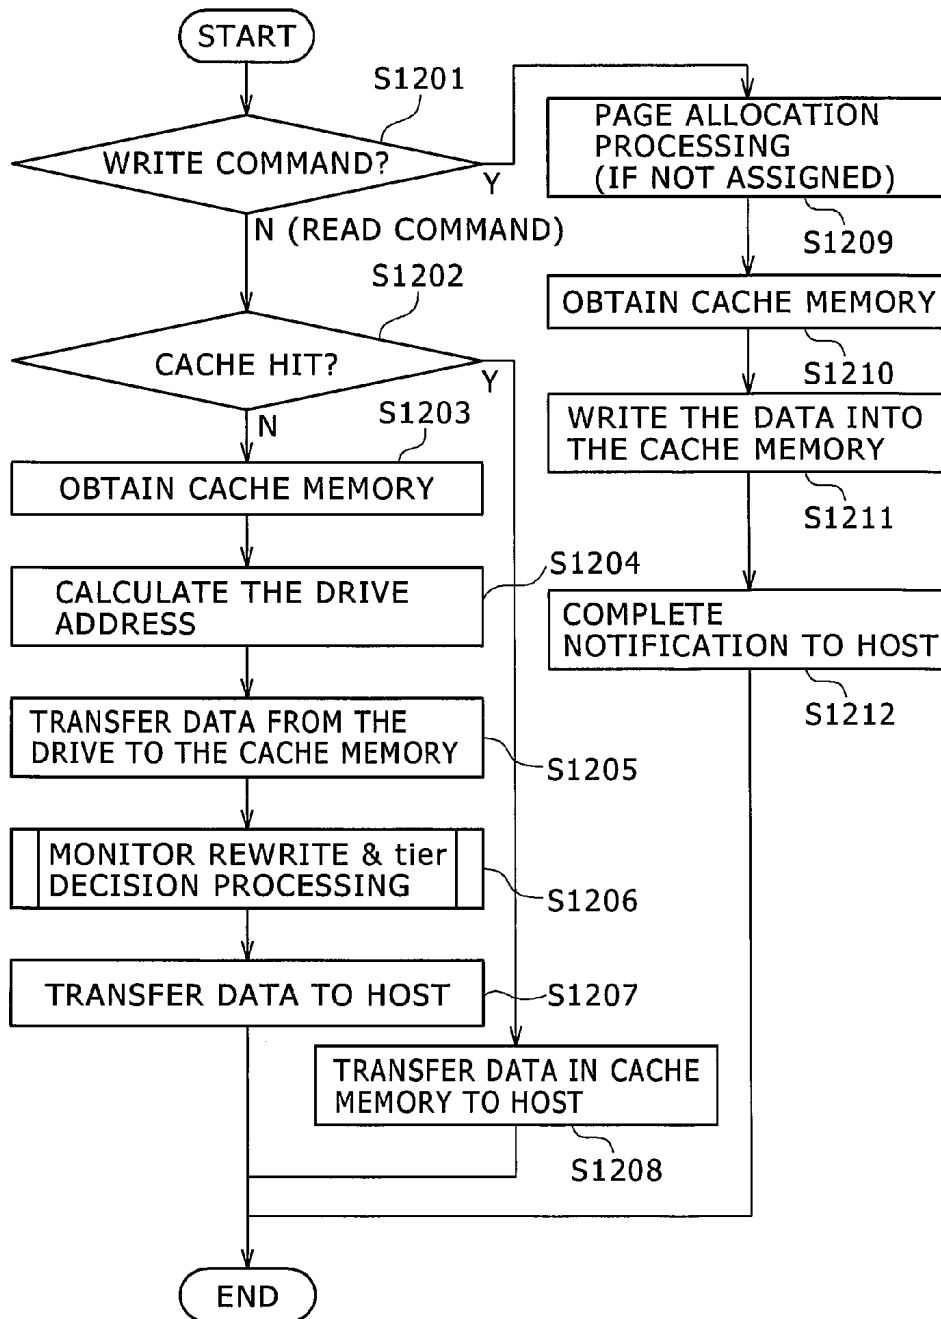 START
S1201
WRITE COMMAND?
Y
N (READ COMMAND)
S1202
CACHE HIT?
Y
N
S1203
OBTAIN CACHE MEMORY
CALCULATE THE DRIVE
ADDRESS
S1204
TRANSFER DATA FROM THE
DRIVE TO THE CACHE MEMORY
S1205
MONITOR REWRITE & tier
DECISION PROCESSING
S1206
TRANSFER DATA TO HOST
S1207
TRANSFER DATA IN CACHE
MEMORY TO HOST
S1208
PAGE ALLOCATION
PROCESSING
(IF NOT ASSIGNED)
S1209
OBTAIN CACHE MEMORY
S1210
WRITE THE DATA INTO
THE CACHE MEMORY
S1211
COMPLETE
NOTIFICATION TO HOST
S1212
END